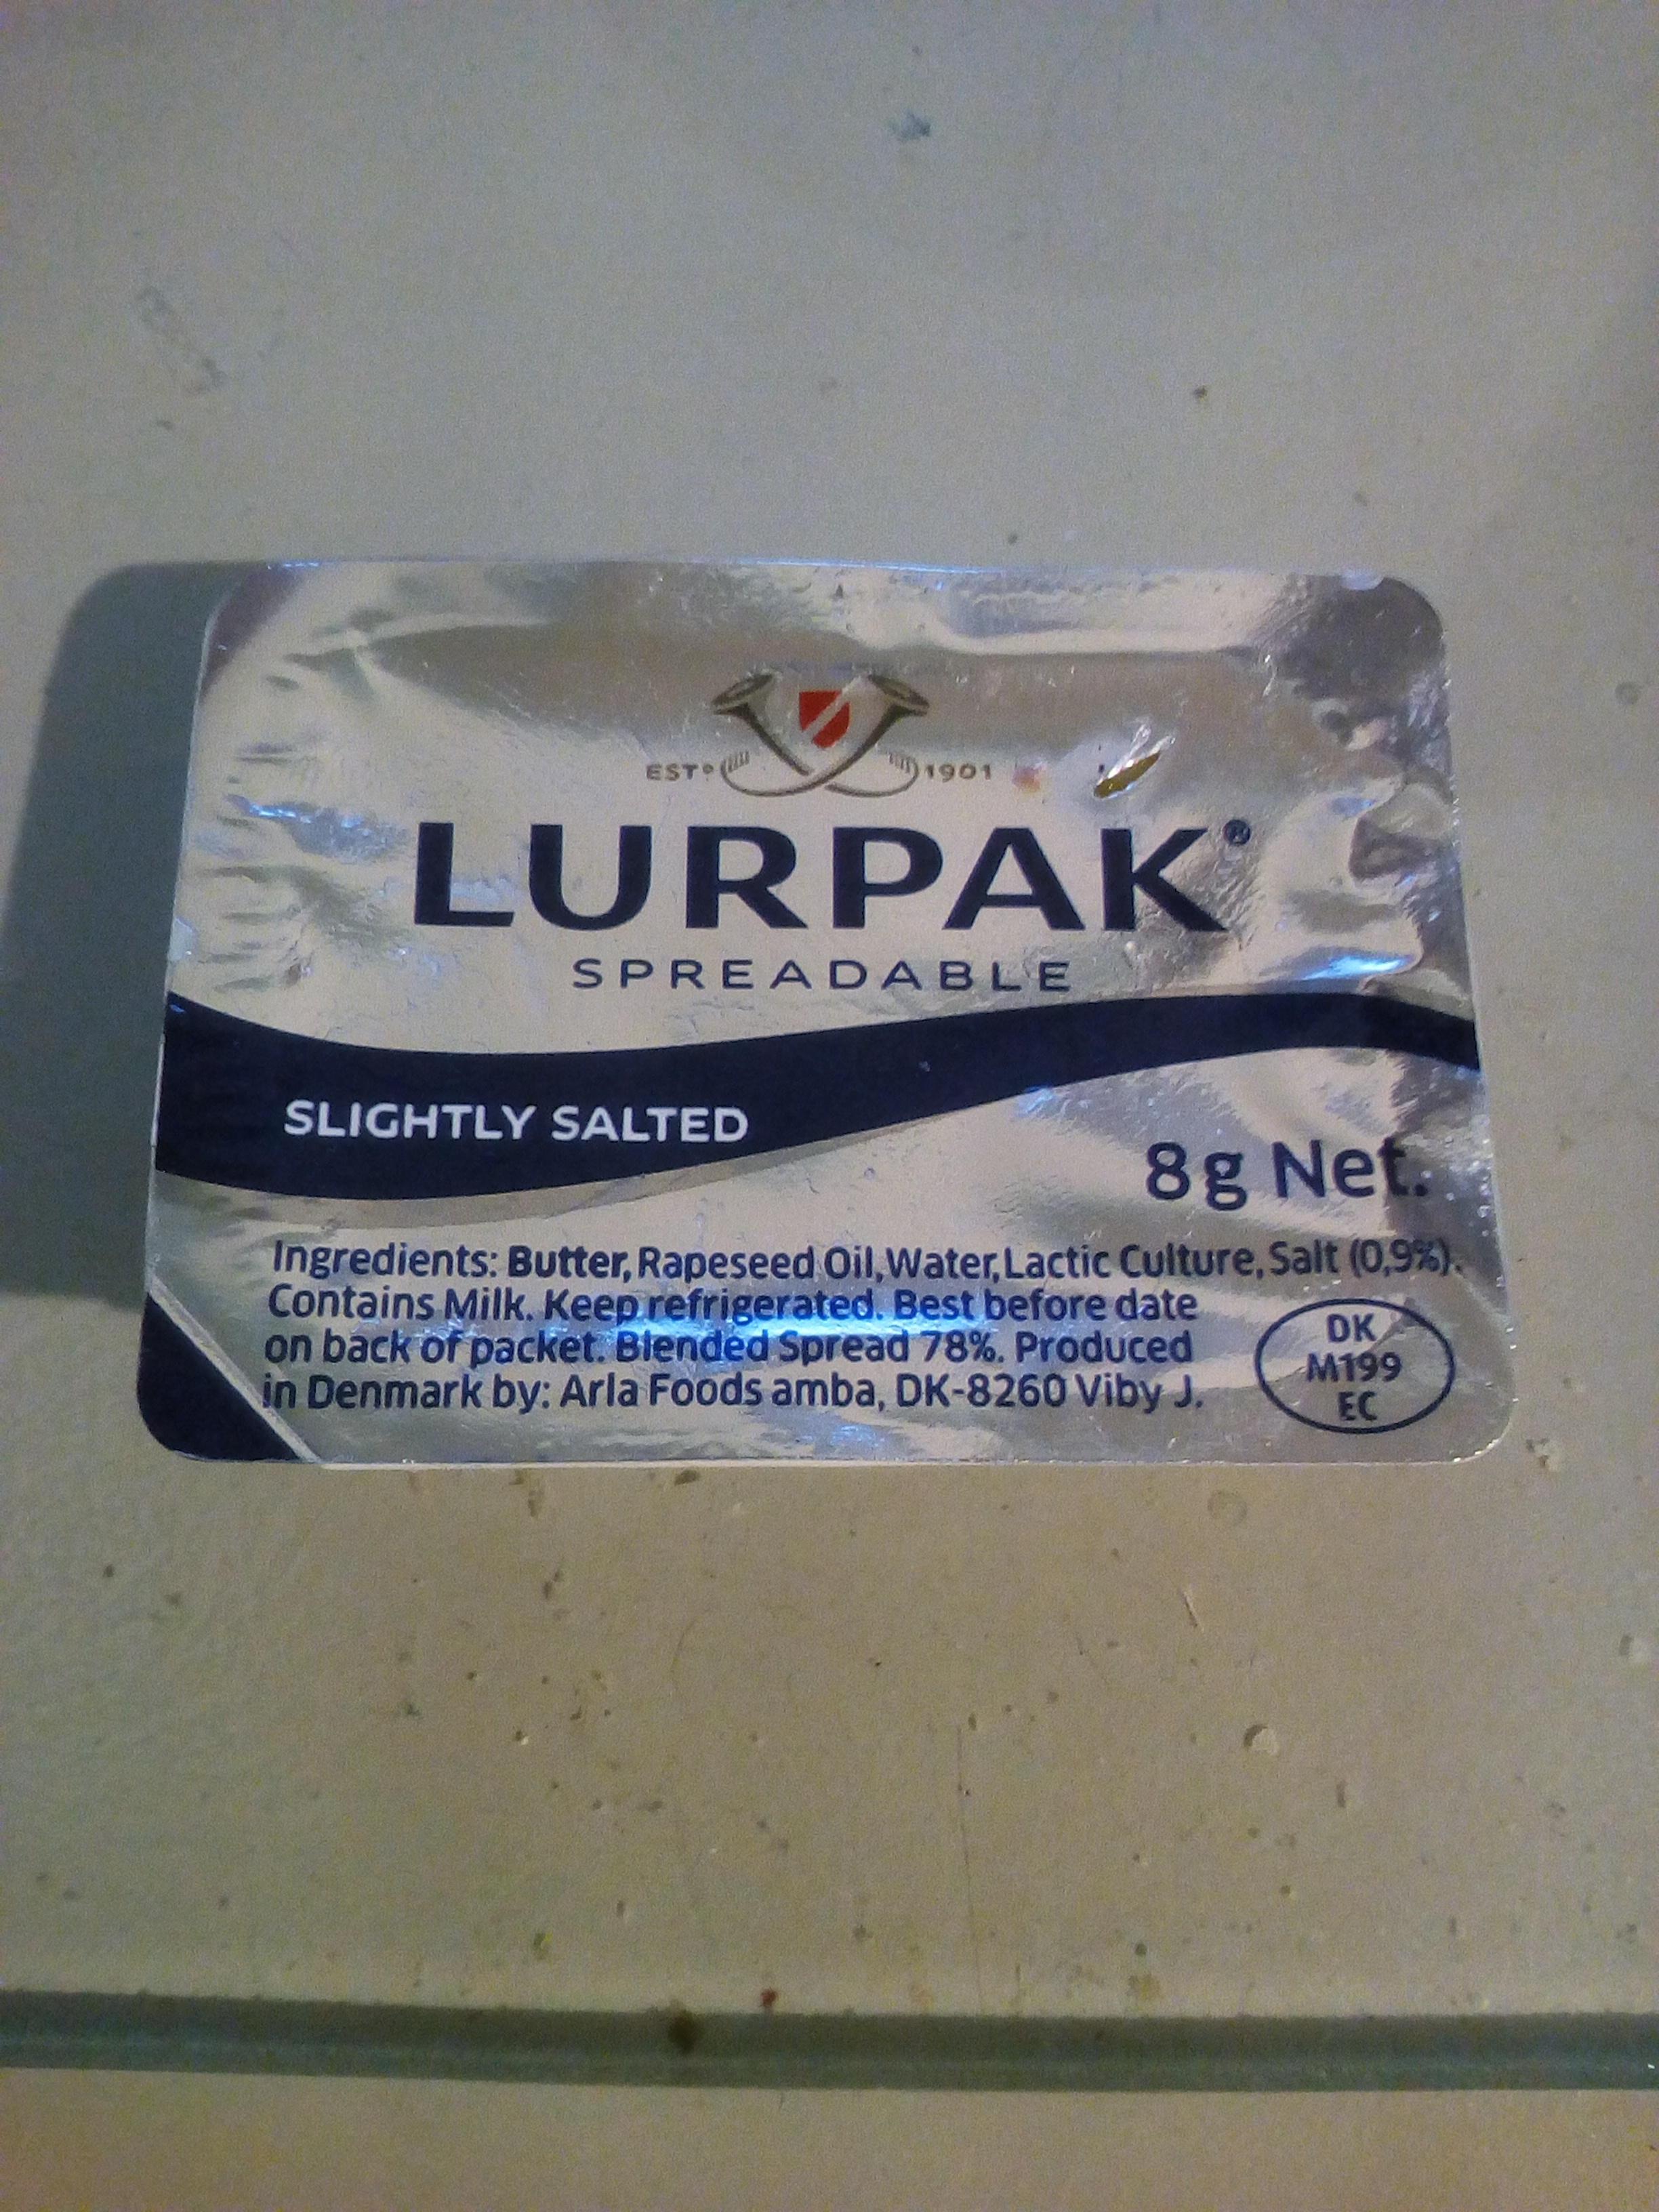 ESTD 1901
LURPAK®
SPREADABLE
SLIGHTLY SALTED
8g Net.
Ingredients: Butter, Rapeseed Oil, Water, Lactic Culture, Salt (0,9%).
Contains Milk. Keep refrigerated. Best before date
on back of packet. Blended Spread 78%. Produced
in Denmark by: Arla Foods amba, DK-8260 Viby J.
DK
M199
EC